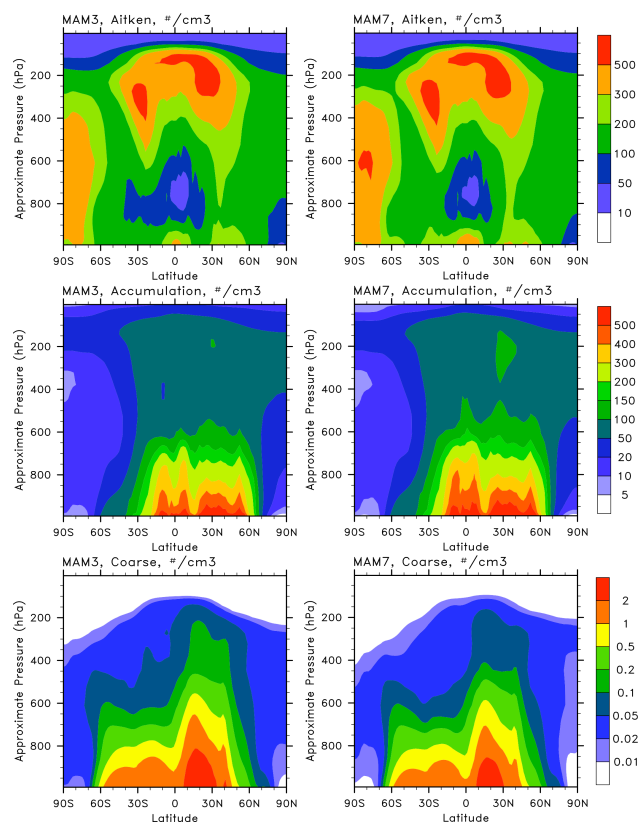 MAM3, Aitken, #/cm3
MAM7, Aitken, #/cm3
Approximate Pressure (hPa)
200
400
600
800
90S 60S 30S 0 30N 60N 90N
Latitude
Approximate Pressure (hPa)
200
400
600
800
90S 60S 30S 0 30N 60N 90N
Latitude
500
300
200
100
50
10
MAM3, Accumulation, #/cm3
MAM7, Accumulation, #/cm3
Approximate Pressure (hPa)
200
400
600
800
90S 60S 30S 0 30N 60N 90N
Latitude
Approximate Pressure (hPa)
200
400
600
800
90S 60S 30S 0 30N 60N 90N
Latitude
500
400
300
200
150
100
50
20
10
5
MAM3, Coarse, #/cm3
MAM7, Coarse, #/cm3
Approximate Pressure (hPa)
200
400
600
800
90S 60S 30S 0 30N 60N 90N
Latitude
Approximate Pressure (hPa)
200
400
600
800
90S 60S 30S 0 30N 60N 90N
Latitude
2
1
0.5
0.2
0.1
0.05
0.02
0.01